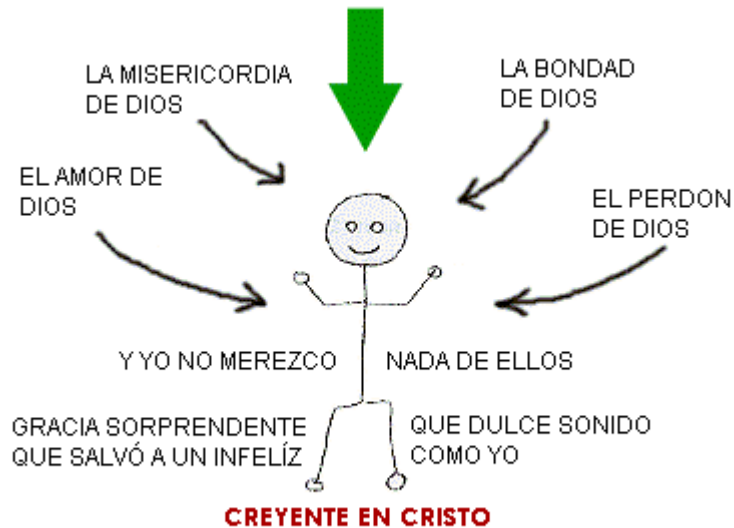 LA MISERICORDIA
DE DIOS
LA BONDAD
DE DIOS
EL AMOR DE
DIOS
EL PERDON
DE DIOS
Y YO NO MEREZCO NADA DE ELLOS
GRACIA SORPRENDENTE QUE DULCE SONIDO
QUE SALVÓ A UN INFELÍZ COMO YO
CREYENTE EN CRISTO